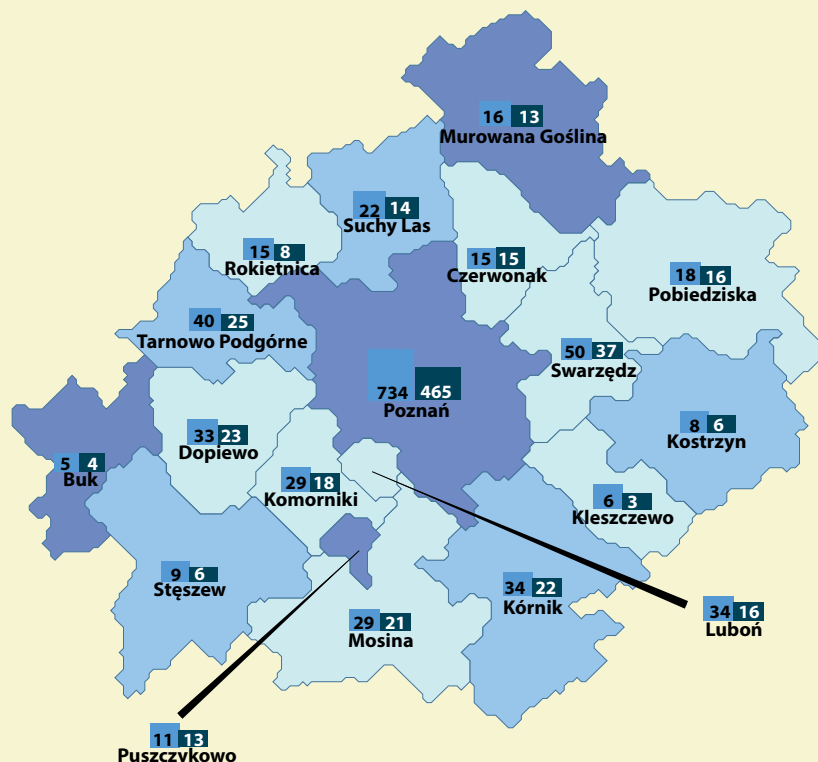 16 13
Murowana Goślina
22 14
Suchy Las
15 8
Rokietnica
15 15
Czerwonak
18 16
Pobiedziska
40 25
Tarnowo Podgórne
50 37
Swarzędz
734 465
Poznań
8 6
Kostrzyn
33 23
Dopiewo
5 4
Buk
29 18
Komorniki
6 3
Kleszczewo
9 6
Stęszew
34 22
Kórnik
29 21
Mosina
34 16
Luboń
11 13
Puszczykowo